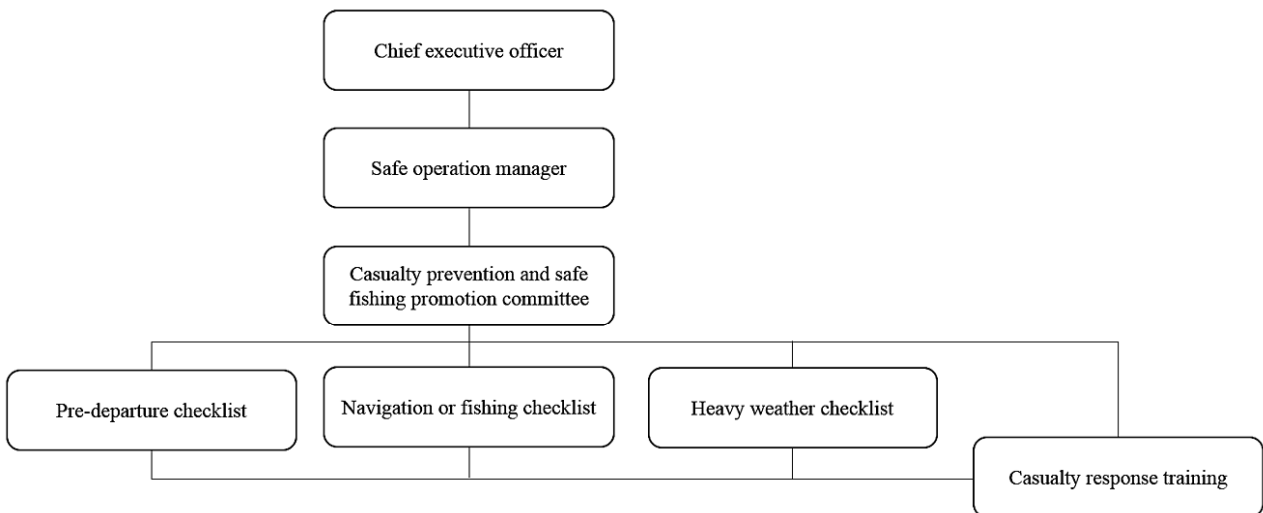 Chief executive officer
Safe operation manager
Casualty prevention and safe
fishing promotion committee
Pre-departure checklist
Navigation or fishing checklist
Heavy weather checklist
Casualty response training